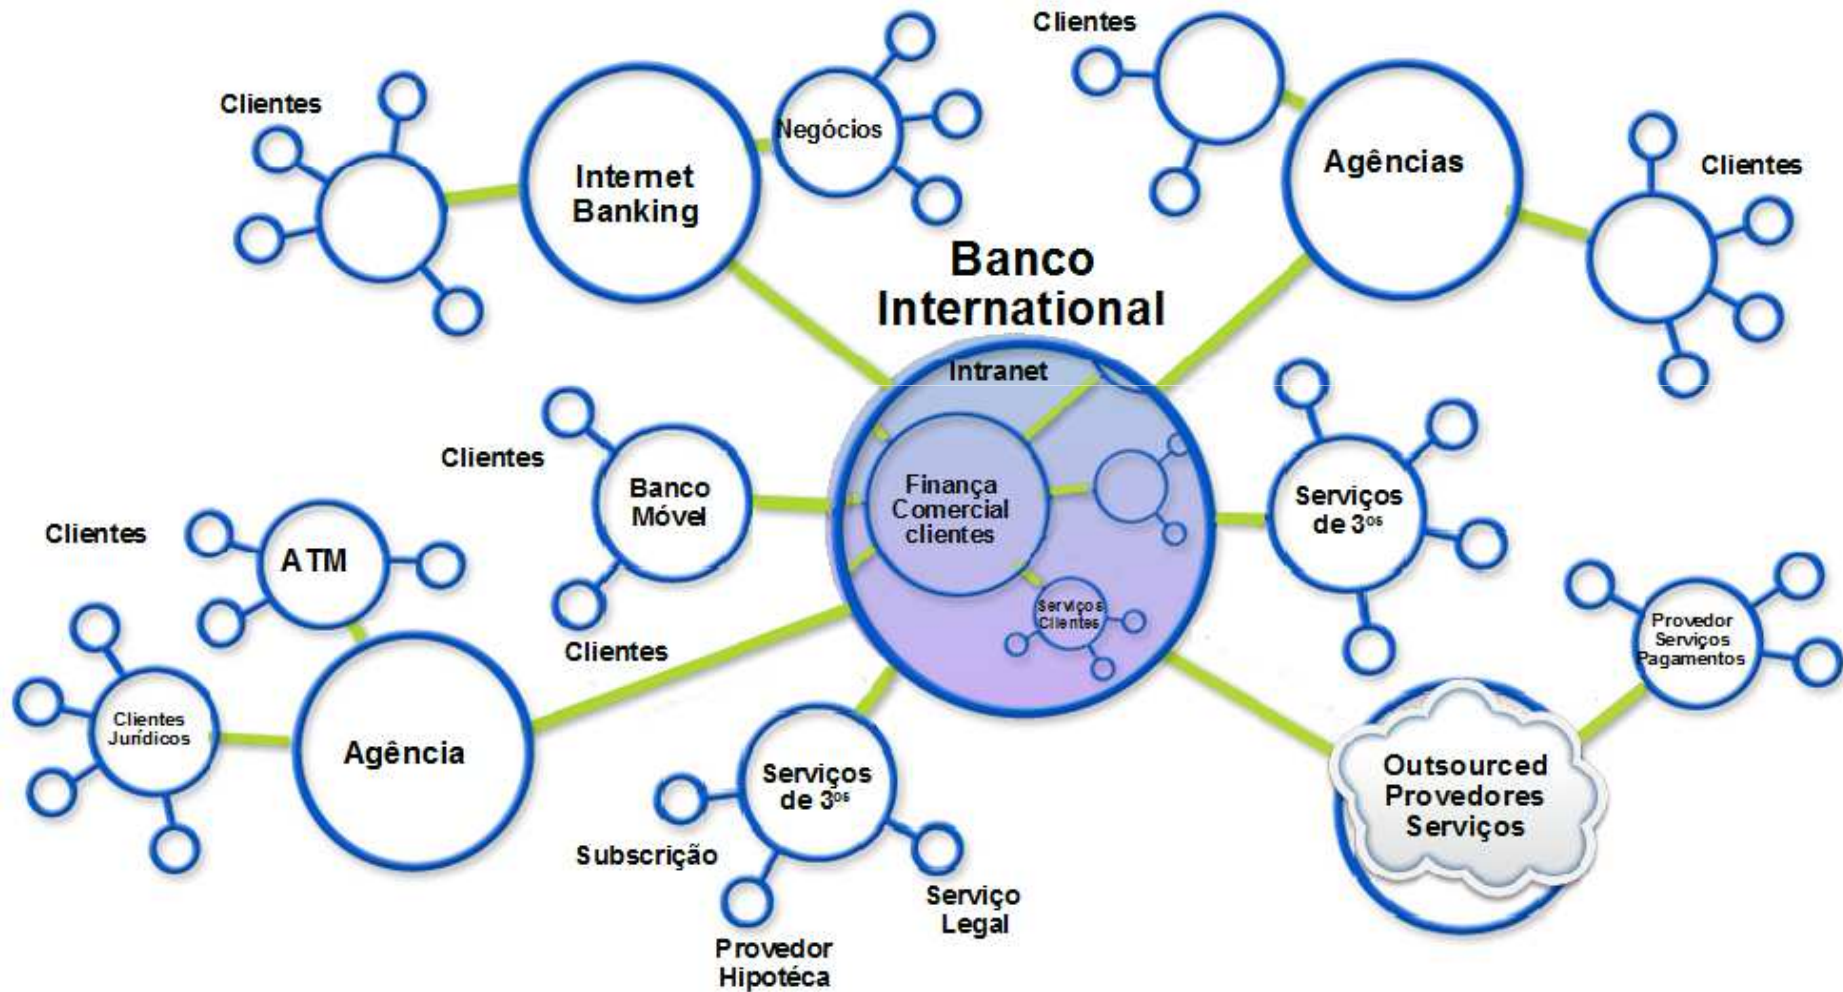 Clientes
Clientes
Clientes
Negócios
Internet
Banking
Agências
Clientes
Banco
International
Intranet
Clientes
Banco
Móvel
Finança
Comercial
clientes
Serviços
de 3ºˢ
Clientes
ATM
Serviços
Clientes
Clientes
Provedor
Serviços
Pagamentos
Clientes
Jurídicos
Agência
Serviços
de 3ºˢ
Outsourced
Provedores
Serviços
Subscrição
Serviço
Legal
Provedor
Hipotéca